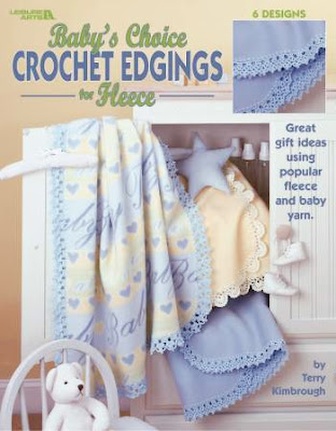 LEISURE
ARTS
6 DESIGNS
Baby's Choice
CROCHET EDGINGS
for Fleece
Great
gift ideas
using
popular
fleece
and baby
yarn.
by
Terry
Kimbrough